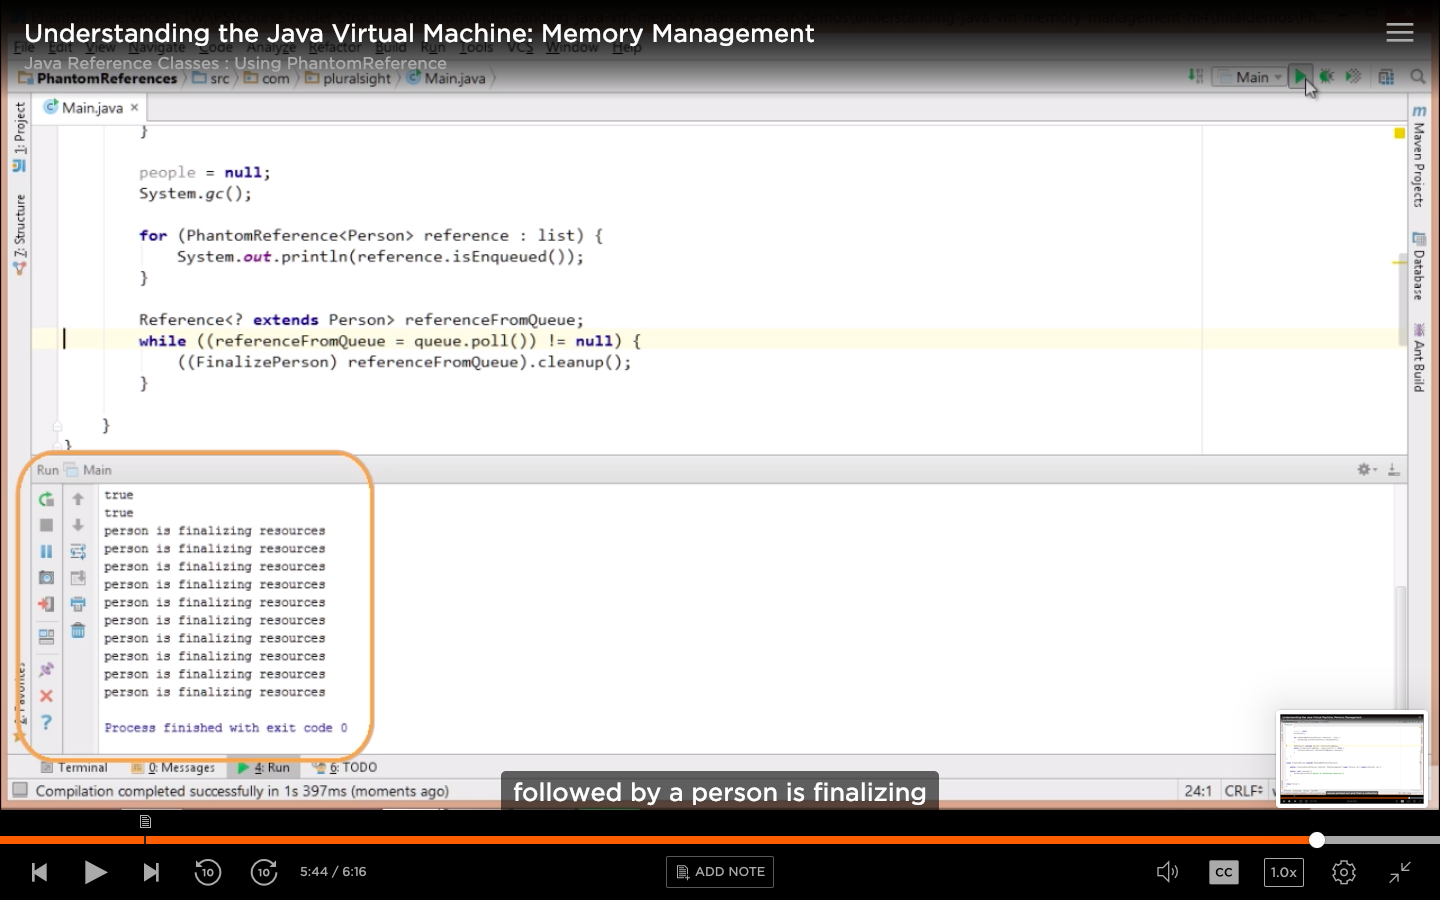 Understanding the Java Virtual Machine: Memory Management
File Edit View Navigate Code Analyze Refactor Build Run Tools VCS Window Help
Java Reference Classes : Using PhantomReference
PhantomReferences src com pluralsight Main.java Main
1: Project
7: Structure
Main.java
}
people = null;
System.gc();
for (PhantomReference<Person> reference : list) {
System.out.println(reference.isEnqueued());
}
Reference<? extends Person> referenceFromQueue;
while ((referenceFromQueue = queue.poll()) != null) {
((FinalizePerson) referenceFromQueue).cleanup();
}
}
}
Maven Projects
Database
Ant Build
Run Main
true
true
person is finalizing resources
person is finalizing resources
person is finalizing resources
person is finalizing resources
person is finalizing resources
person is finalizing resources
person is finalizing resources
person is finalizing resources
person is finalizing resources
person is finalizing resources
Process finished with exit code 0
Terminal 0: Messages 4: Run 6: TODO
Compilation completed successfully in 1s 397ms (moments ago) 24:1 CRLF
followed by a person is finalizing
10 10 5:44 / 6:16 ADD NOTE CC 1.0x